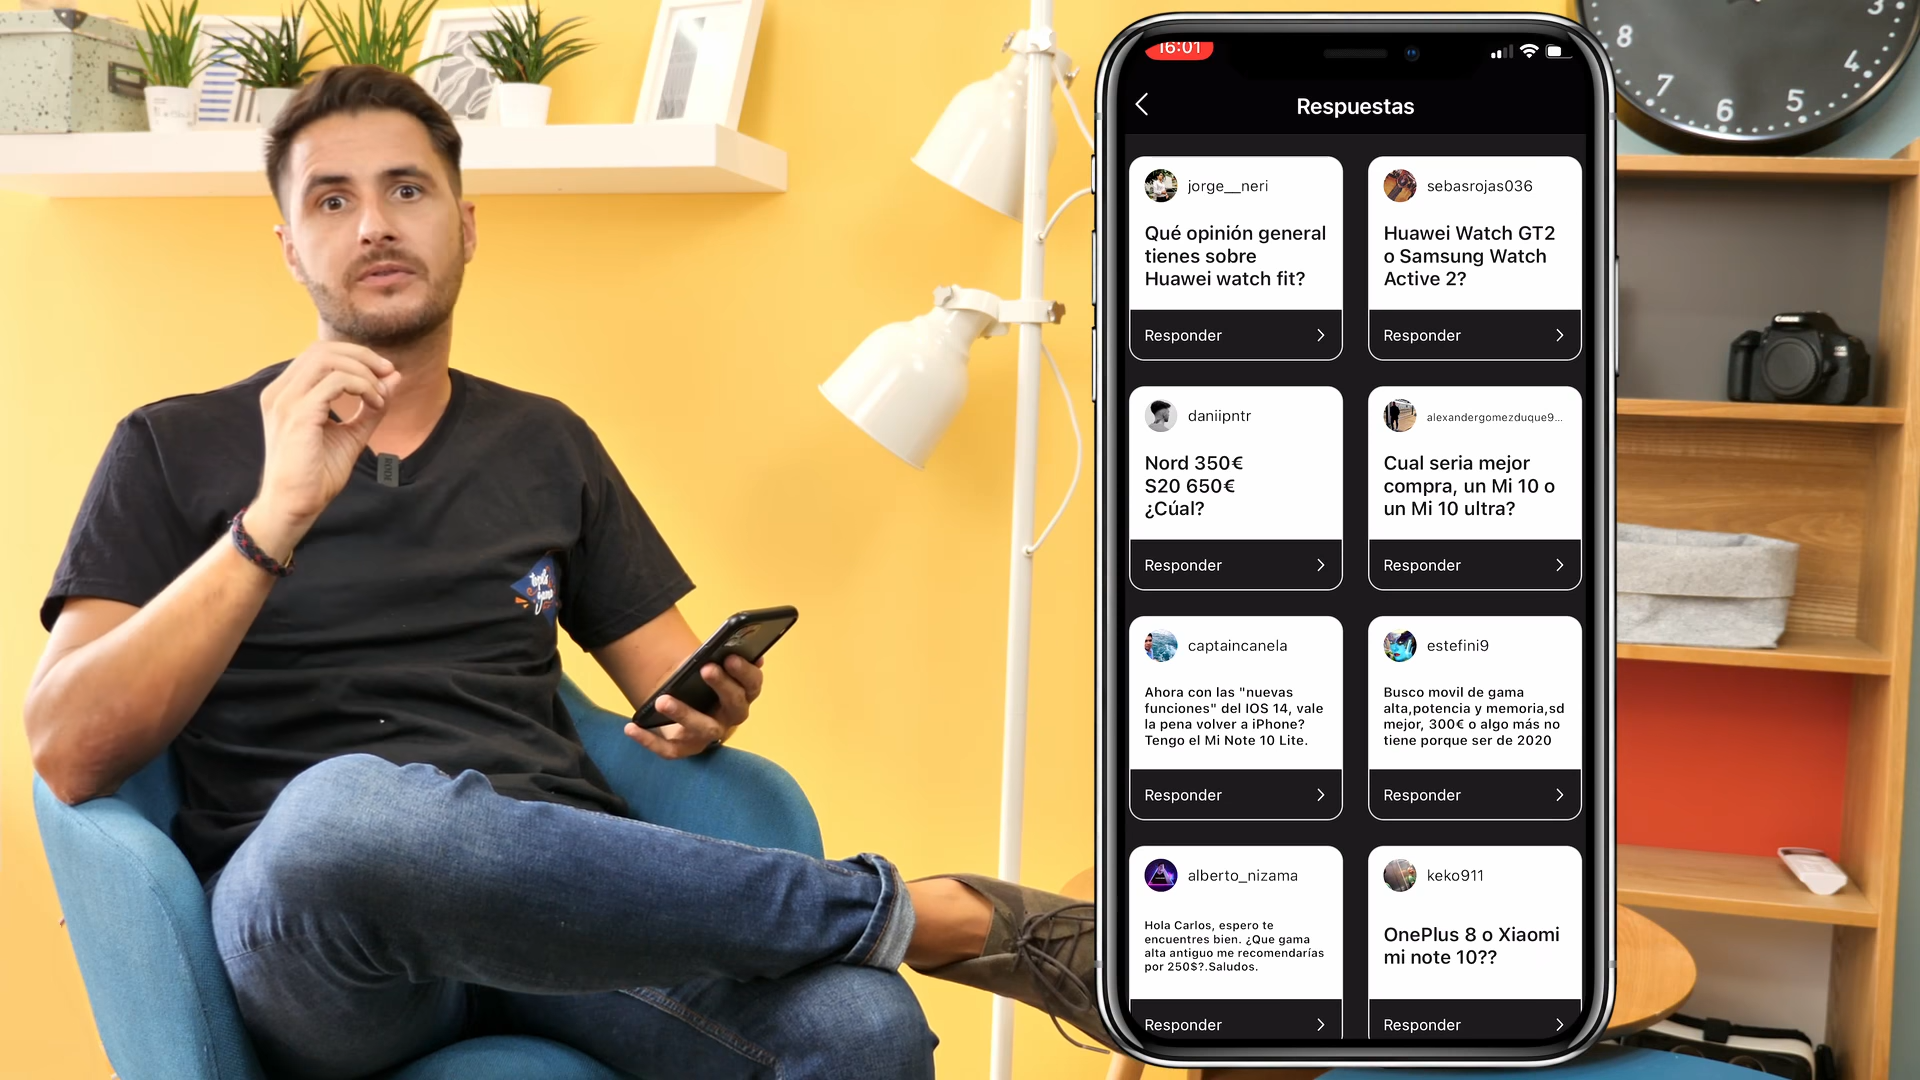 16:01
Respuestas
jorge__neri
Qué opinión general
tienes sobre
Huawei watch fit?
Responder
sebasrojas036
Huawei Watch GT2
o Samsung Watch
Active 2?
Responder
daniipntr
Nord 350€
S20 650€
¿Cúal?
Responder
alexandergomezduque9...
Cual seria mejor
compra, un Mi 10 o
un Mi 10 ultra?
Responder
captaincanela
Ahora con las "nuevas
funciones" del IOS 14, vale
la pena volver a iPhone?
Tengo el Mi Note 10 Lite.
Responder
estefini9
Busco movil de gama
alta,potencia y memoria,sd
mejor, 300€ o algo más no
tiene porque ser de 2020
Responder
alberto_nizama
Hola Carlos, espero te
encuentres bien. ¿Que gama
alta antiguo me recomendarías
por 250$?.Saludos.
Responder
keko911
OnePlus 8 o Xiaomi
mi note 10??
Responder
RODE
8
7
6
5
4
3